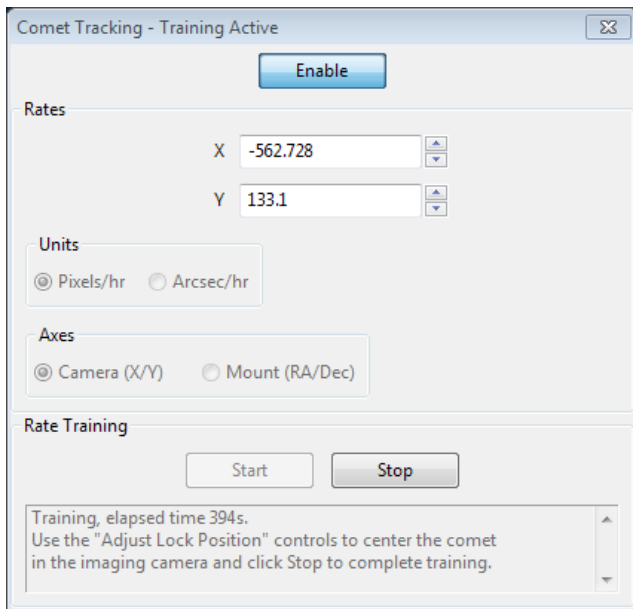 Comet Tracking - Training Active
Enable
Rates
X -562.728
Y 133.1
Units
Pixels/hr Arcsec/hr
Axes
Camera (X/Y) Mount (RA/Dec)
Rate Training
Start Stop
Training, elapsed time 394s.
Use the "Adjust Lock Position" controls to center the comet
in the imaging camera and click Stop to complete training.